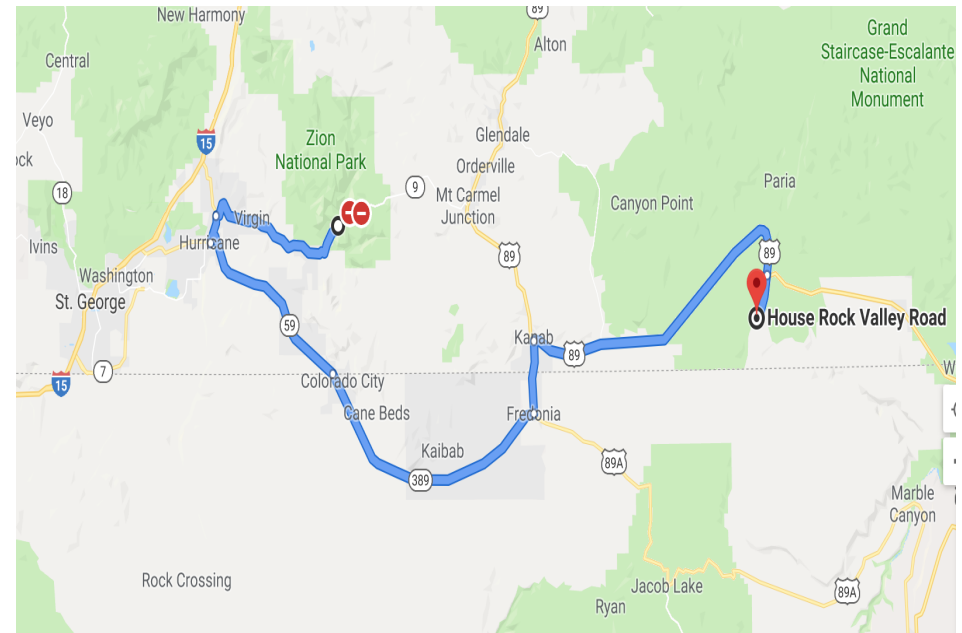 New Harmony
89
Alton
Grand
Staircase-Escalante
National
Monument
Central
Veyo
ock
15
Zion
National Park
Glendale
Orderville
18
9
Mt Carmel
Junction
Paria
Canyon Point
Virgin
Ivins
Hurricane
89
89
Washington
St. George
House Rock Valley Road
59
Kanab
89
7
W
15
Colorado City
Cane Beds
Fredonia
Kaibab
89A
389
Marble
Canyon
Rock Crossing
Jacob Lake
89A
Ryan